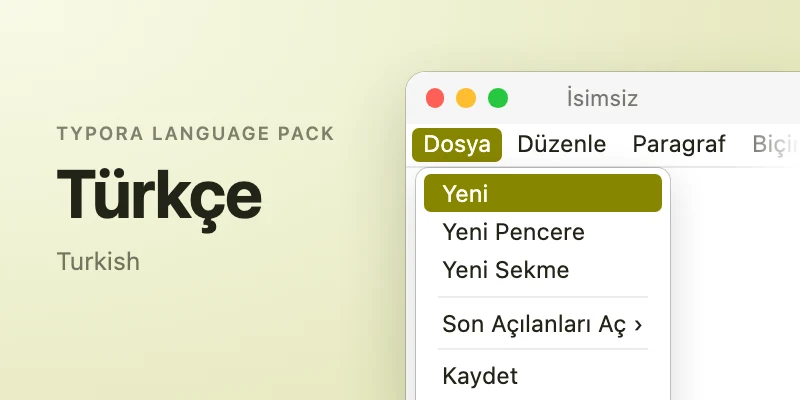 TYPORA LANGUAGE PACK
Türkçe
Turkish
İsimsiz
Dosya Düzenle Paragraf
Yeni
Yeni Pencere
Yeni Sekme
Son Açılanları Aç ›
Kaydet